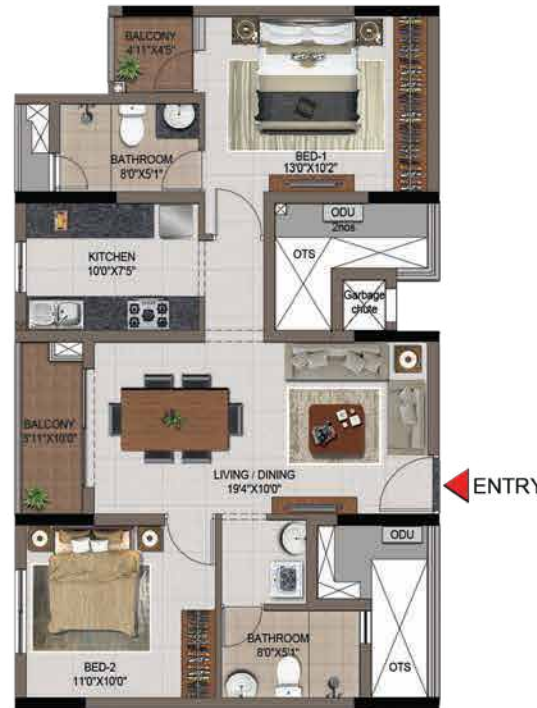 BALCONY
4'11"X4'5"
BED-1
13'0"X10'2"
BATHROOM
8'0"X5'1"
ODU
2nos
OTS
KITCHEN
10'0"X7'5"
Garbage
chute
BALCONY
3'11"X10'0"
LIVING / DINING
19'4"X10'0"
ENTRY
ODU
BATHROOM
8'0"X5'1"
OTS
BED-2
11'0"X10'0"